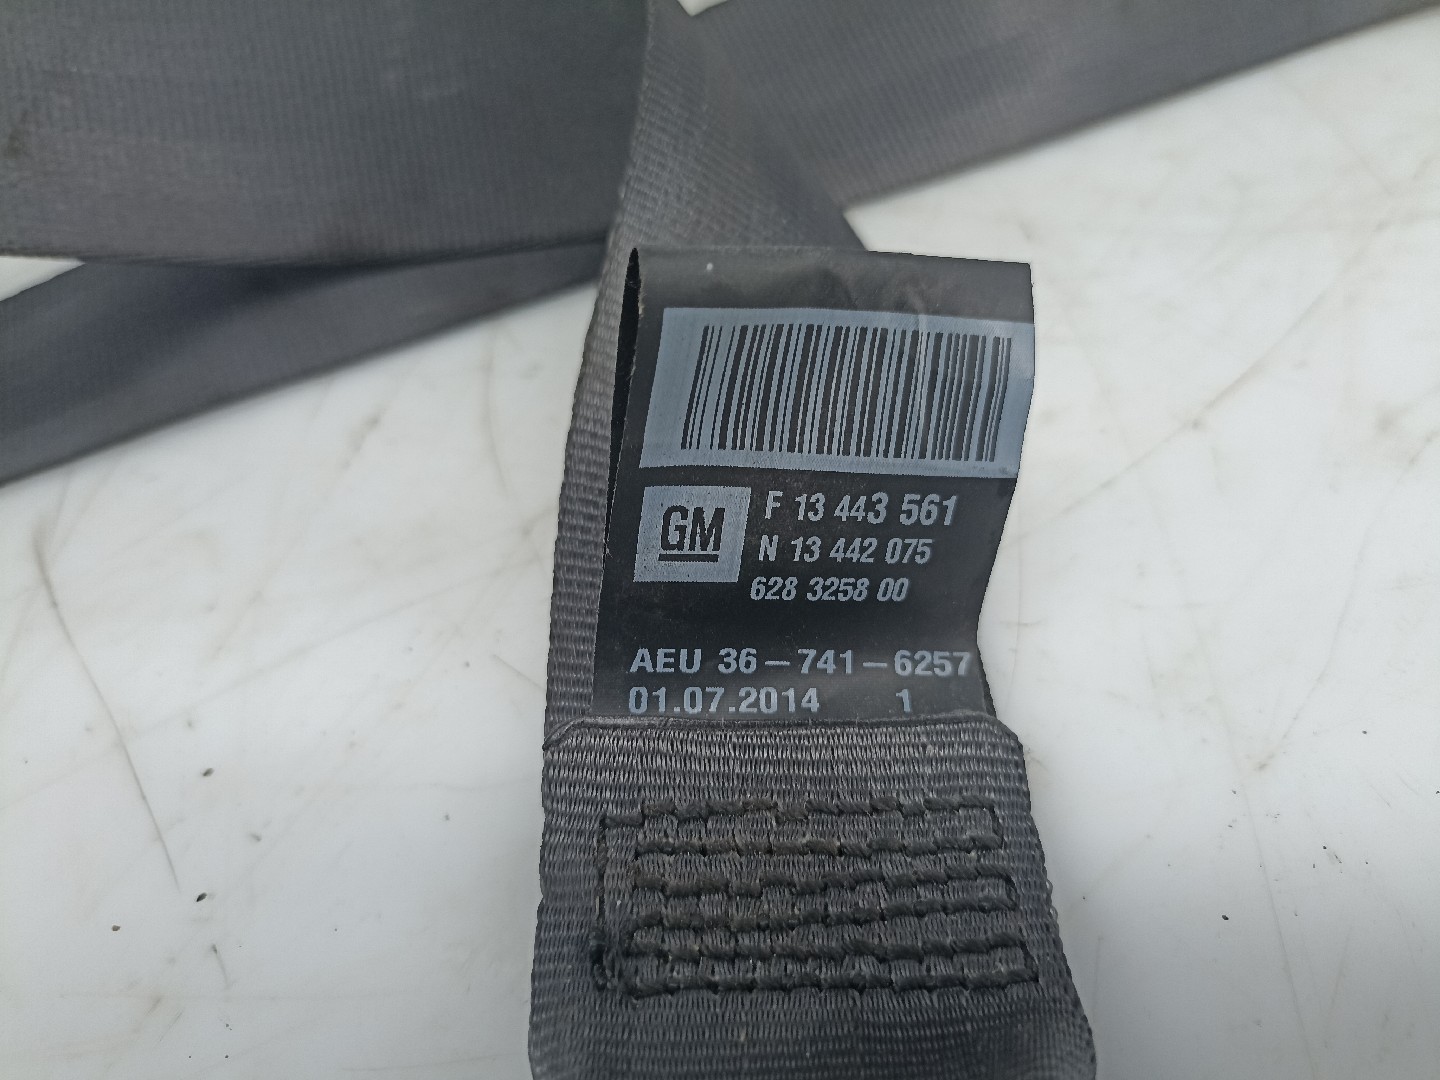 GM
F 13 443 561
N 13 442 075
628 3258 00
AEU 36-741-6257
01.07.2014 1